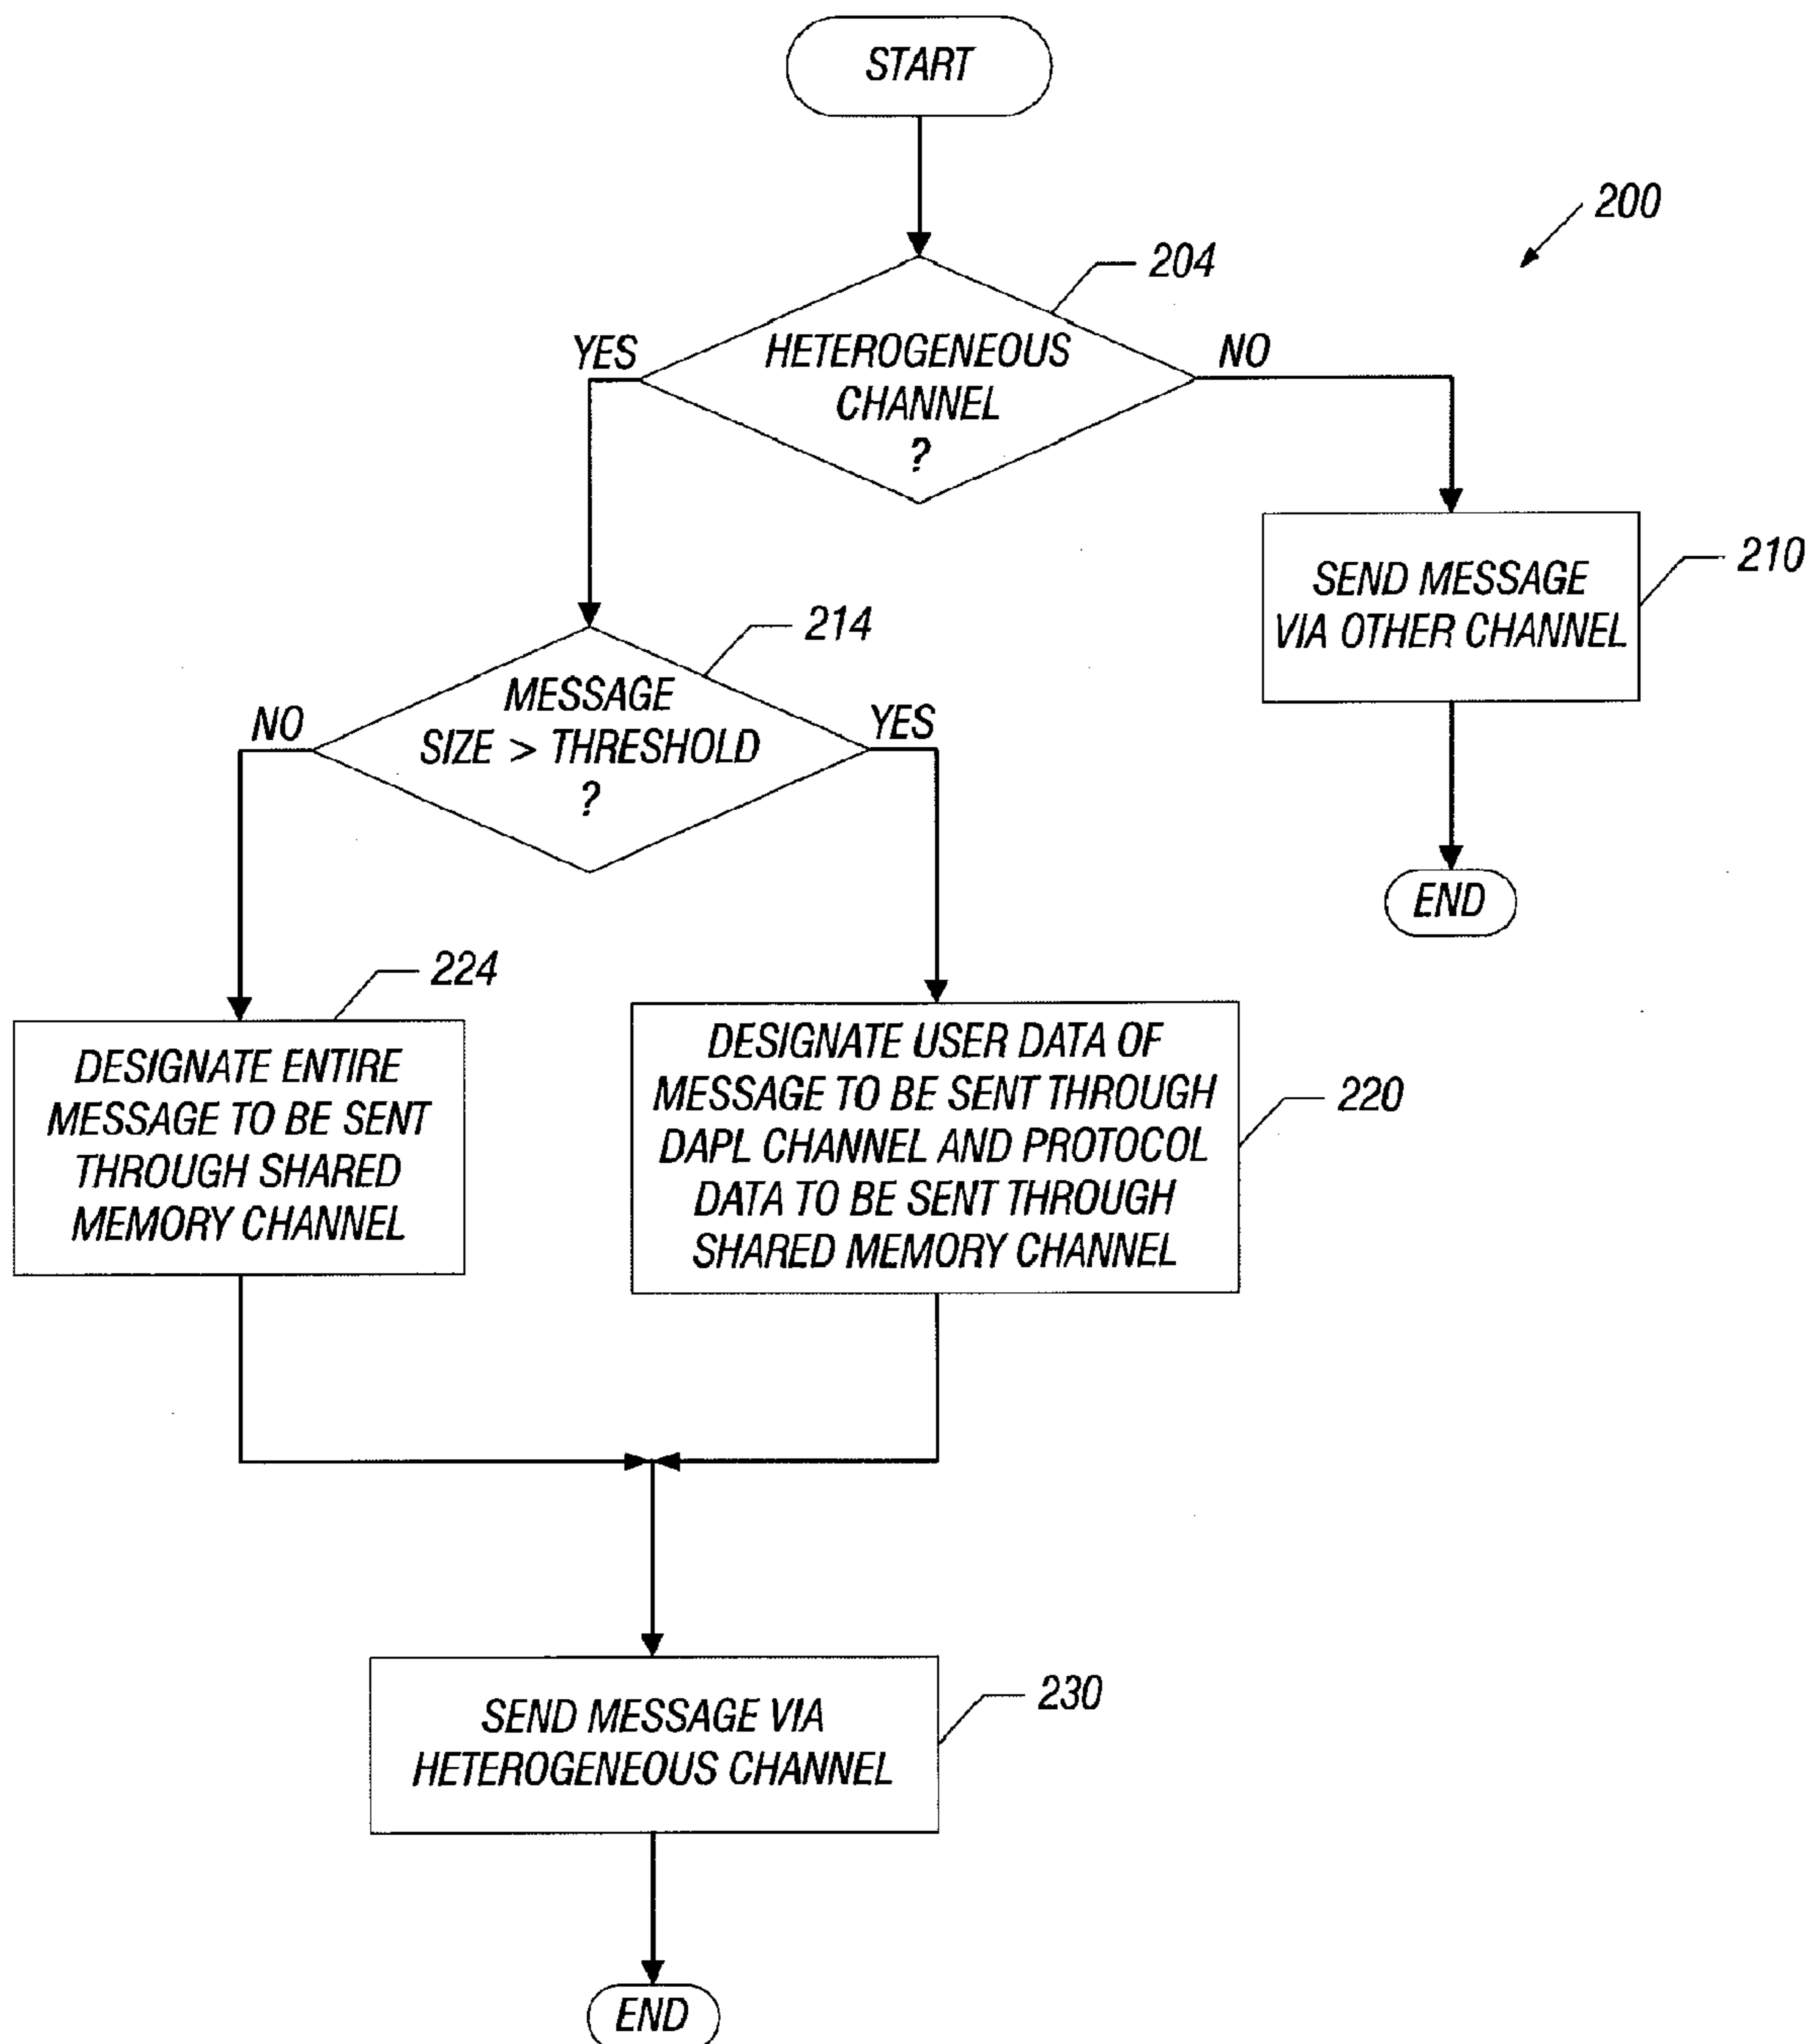 START
200
204
YES
HETEROGENEOUS
CHANNEL
?
NO
SEND MESSAGE
VIA OTHER CHANNEL
210
214
NO
MESSAGE
SIZE > THRESHOLD
?
YES
END
224
DESIGNATE ENTIRE
MESSAGE TO BE SENT
THROUGH SHARED
MEMORY CHANNEL
DESIGNATE USER DATA OF
MESSAGE TO BE SENT THROUGH
DAPL CHANNEL AND PROTOCOL
DATA TO BE SENT THROUGH
SHARED MEMORY CHANNEL
220
SEND MESSAGE VIA
HETEROGENEOUS CHANNEL
230
END